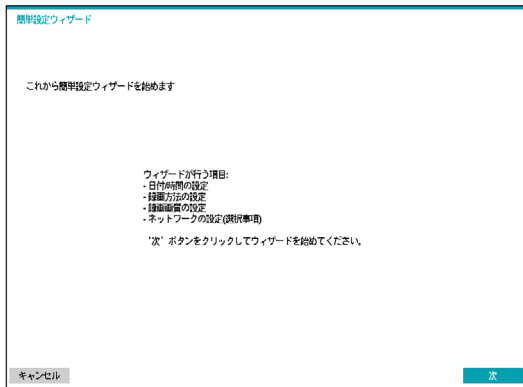 簡単設定ウィザード
これから簡単設定ウィザードを始めます
ウィザードが行う項目:
- 日付/時間の設定
- 録画方法の設定
- 録画画質の設定
- ネットワークの設定(選択事項)
‘次’ボタンをクリックしてウィザードを始めてください。
キャンセル
次